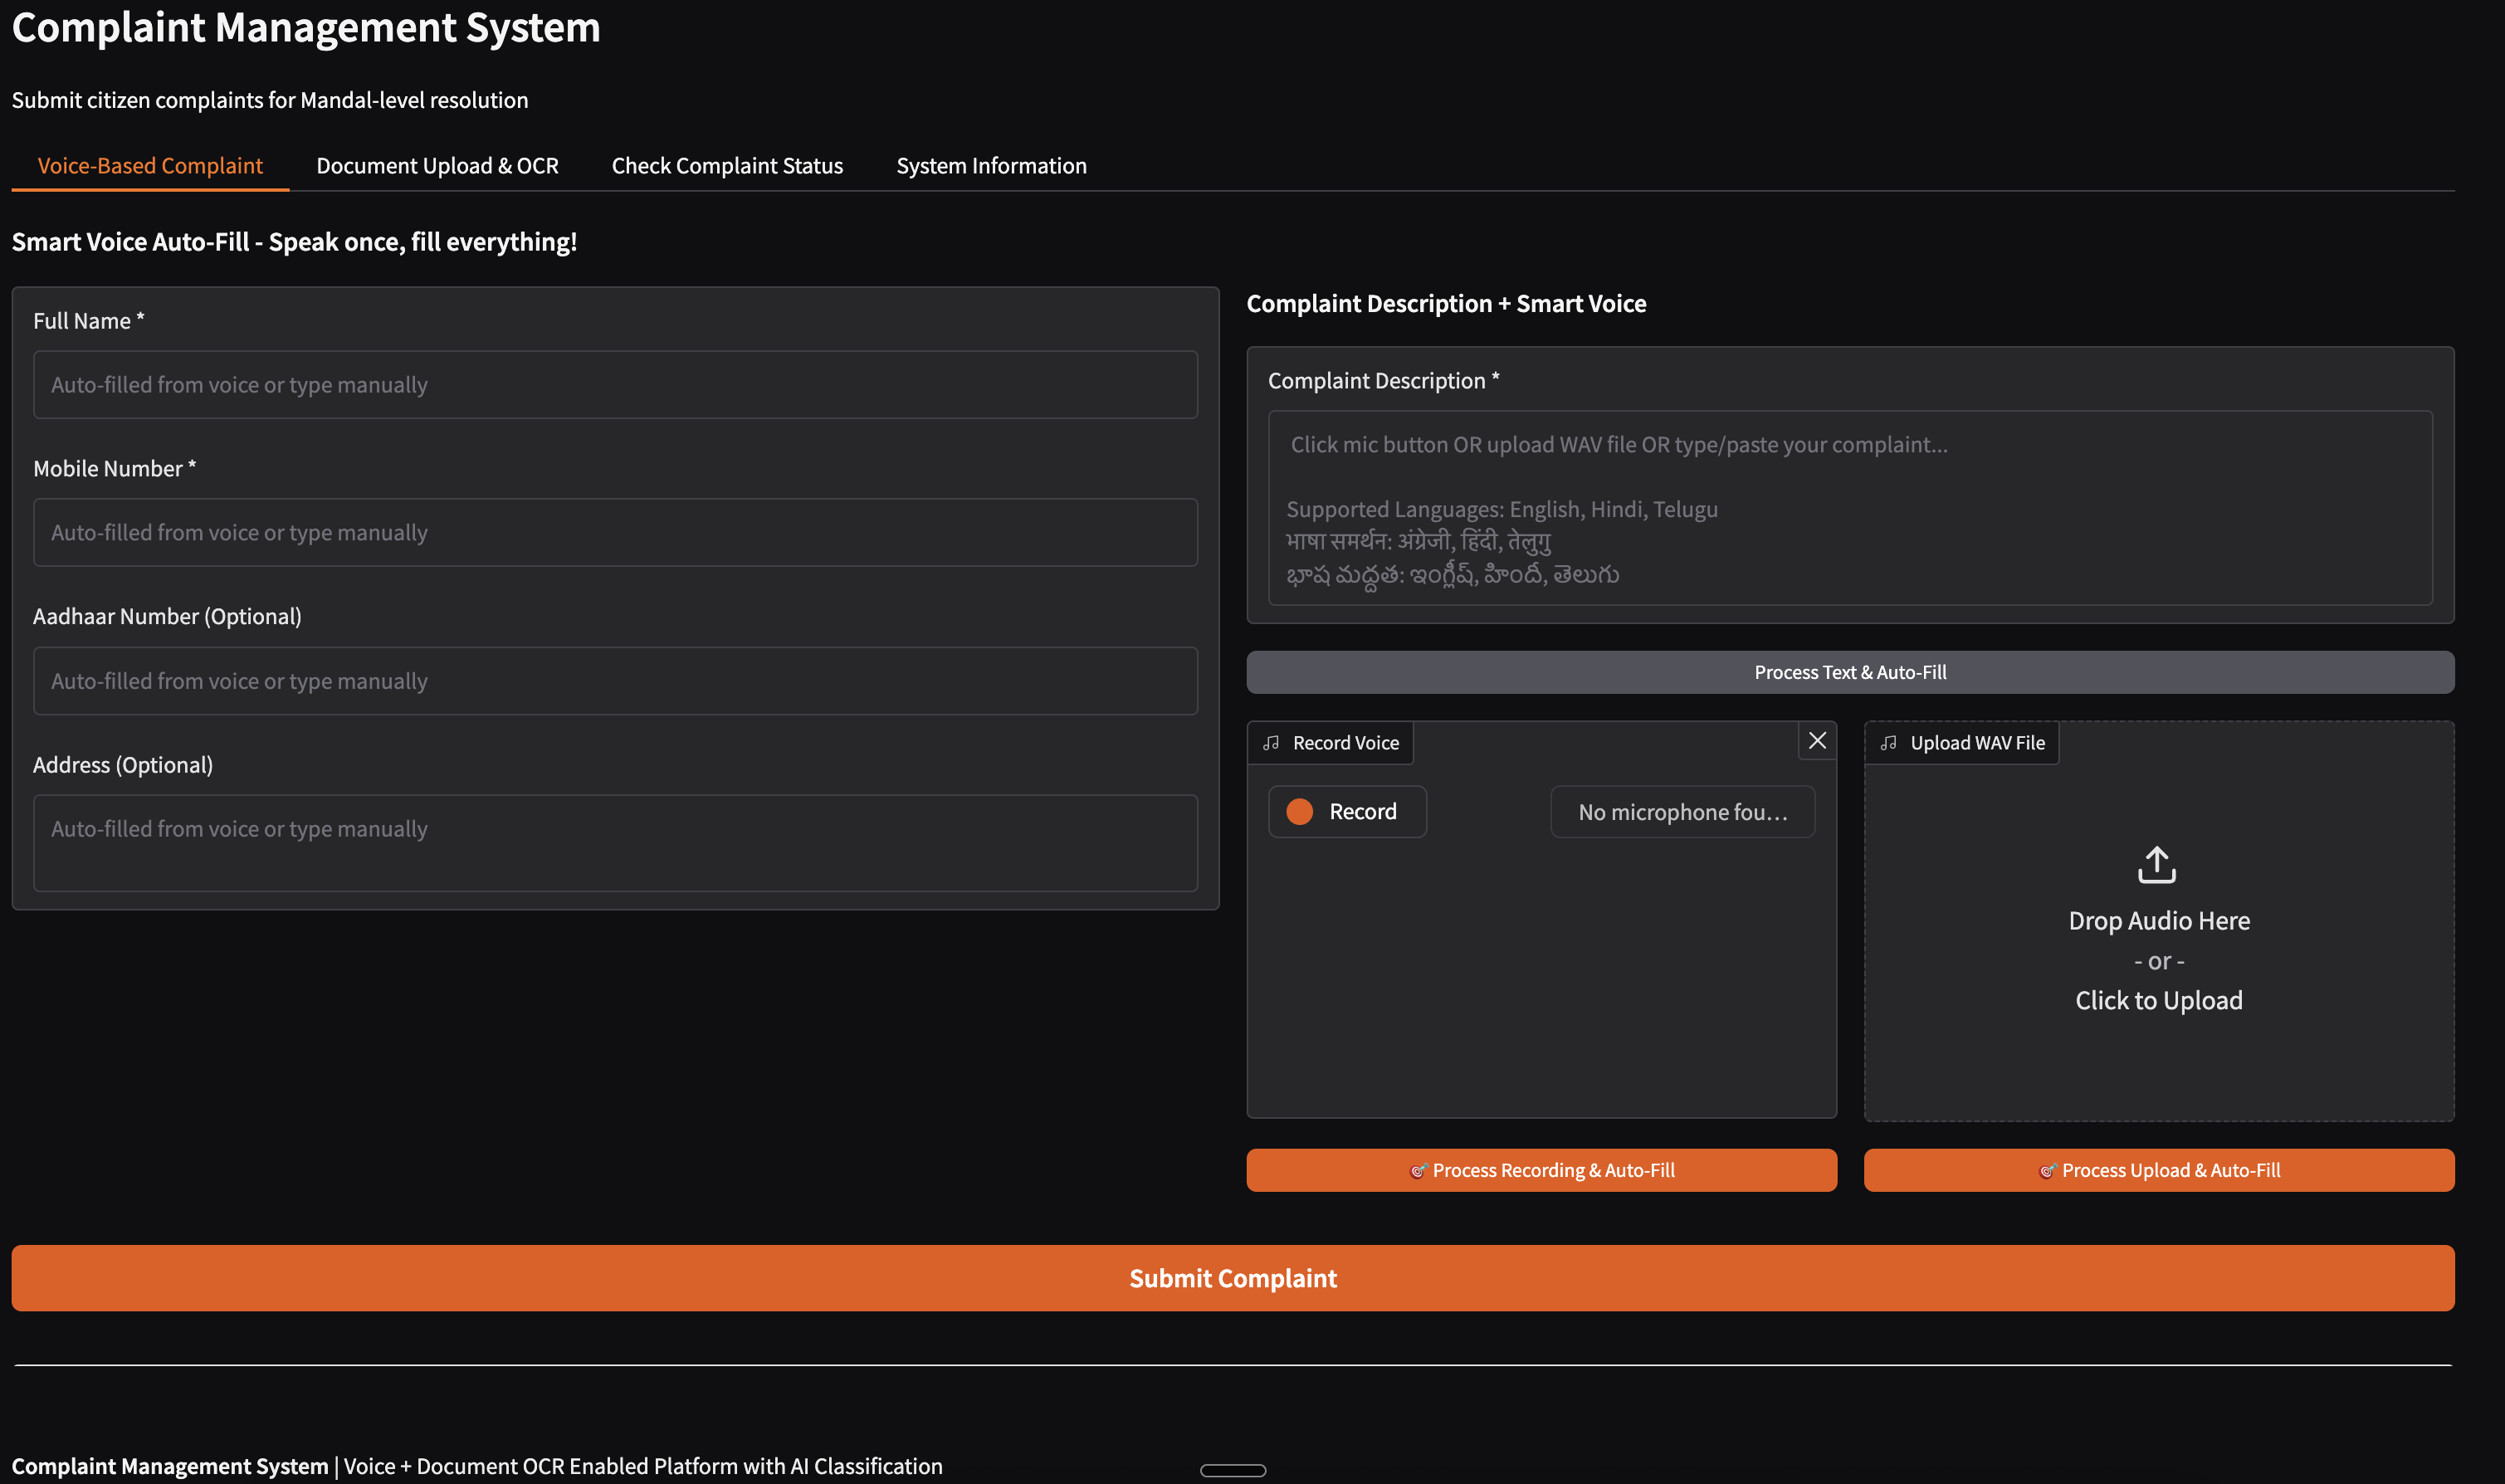 Complaint Management System
Submit citizen complaints for Mandal-level resolution
Voice-Based Complaint
Document Upload & OCR
Check Complaint Status
System Information
Smart Voice Auto-Fill - Speak once, fill everything!
Full Name *
Auto-filled from voice or type manually
Mobile Number *
Auto-filled from voice or type manually
Aadhaar Number (Optional)
Auto-filled from voice or type manually
Address (Optional)
Auto-filled from voice or type manually
Complaint Description + Smart Voice
Complaint Description *
Click mic button OR upload WAV file OR type/paste your complaint...
Supported Languages: English, Hindi, Telugu
भाषा समर्थन: अंग्रेजी, हिंदी, तेलुगु
భాష మద్దతు: ఇంగ్లీష్, హిందీ, తెలుగు
Process Text & Auto-Fill
Record Voice
Record
No microphone fou...
Upload WAV File
Drop Audio Here
- or -
Click to Upload
🎯 Process Recording & Auto-Fill
🎯 Process Upload & Auto-Fill
Submit Complaint
Complaint Management System | Voice + Document OCR Enabled Platform with AI Classification